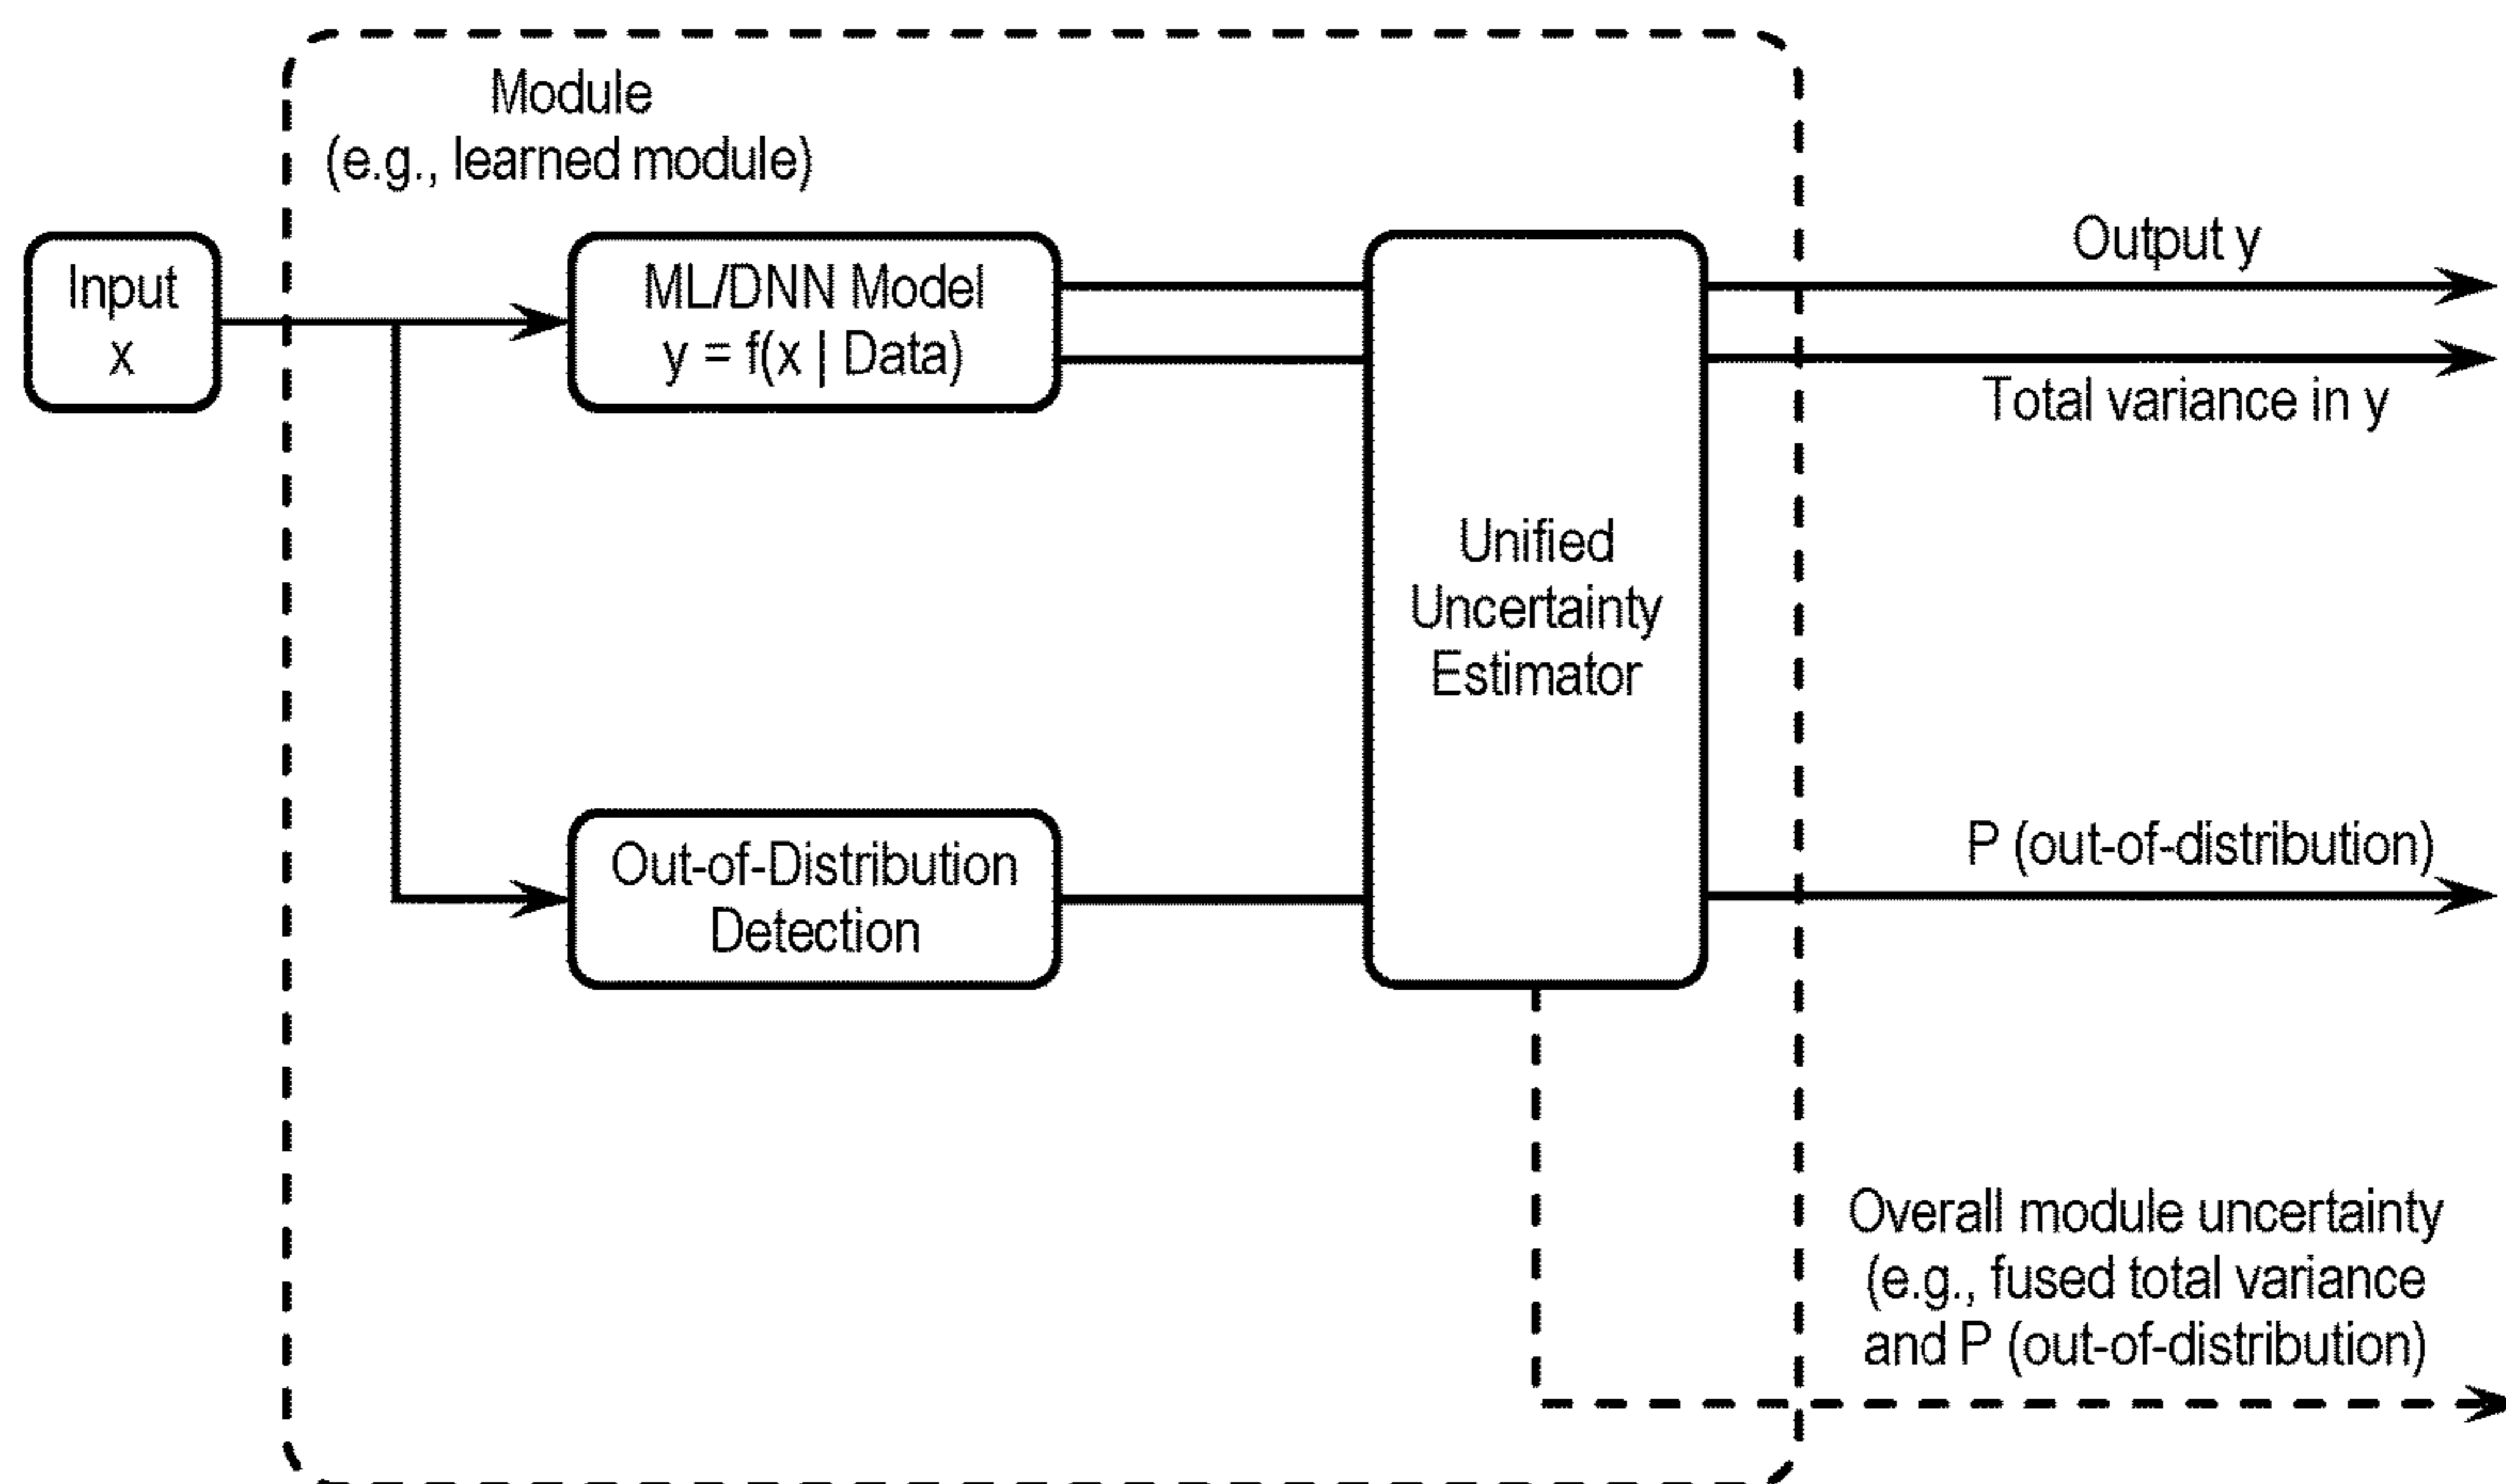 Module
(e.g., learned module)
Input
x
ML/DNN Model
y = f(x | Data)
Output y
Total variance in y
Unified
Uncertainty
Estimator
Out-of-Distribution
Detection
P (out-of-distribution)
Overall module uncertainty
(e.g., fused total variance
and P (out-of-distribution)